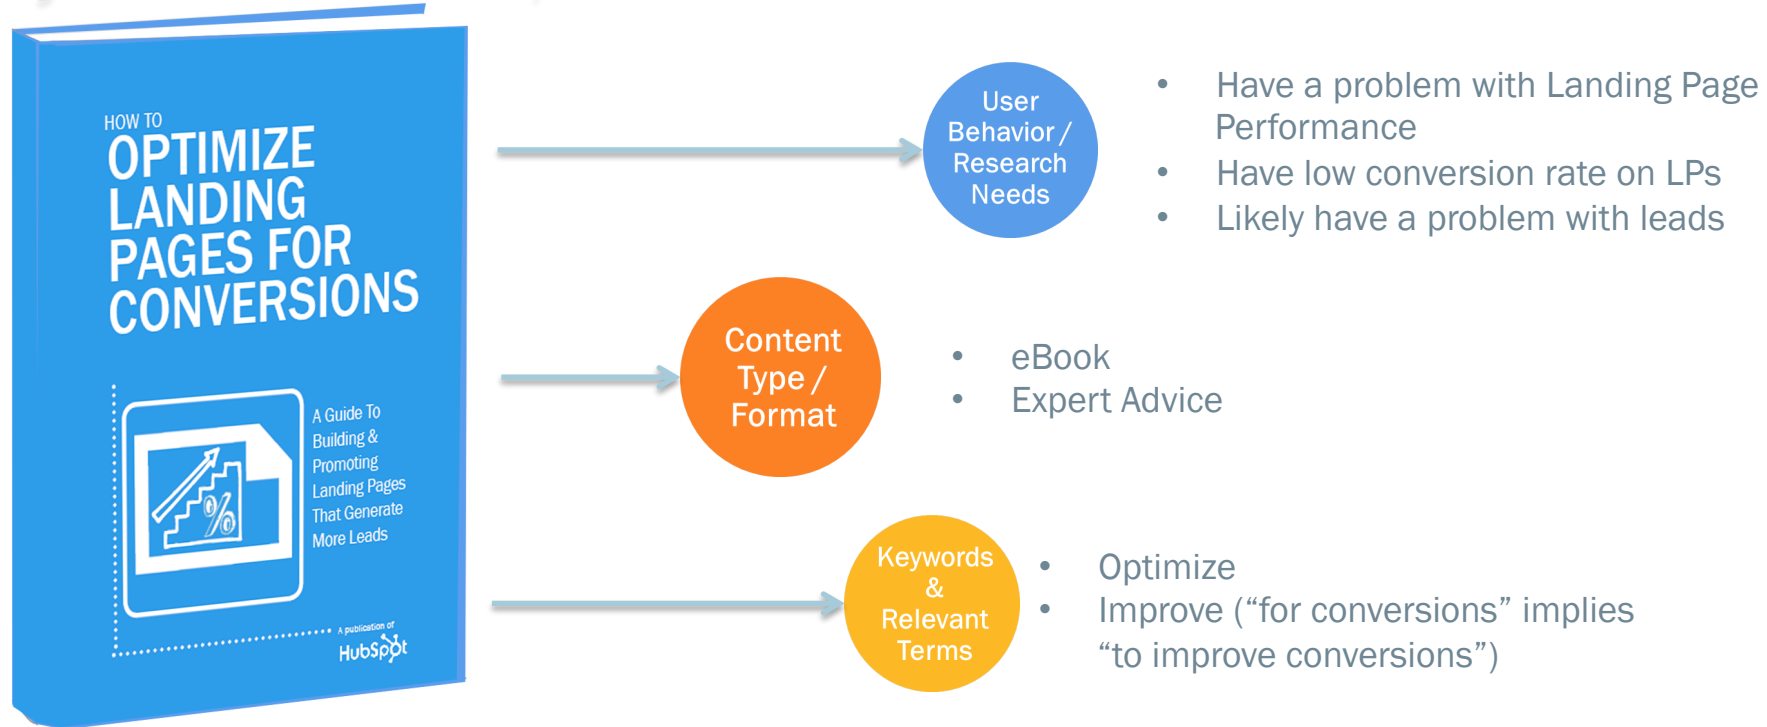 HOW TO
OPTIMIZE
LANDING
PAGES FOR
CONVERSIONS
A Guide To
Building &
Promoting
Landing Pages
That Generate
More Leads
%
A publication of
HubSpot
User
Behavior /
Research
Needs
• Have a problem with Landing Page
Performance
• Have low conversion rate on LPs
• Likely have a problem with leads
Content
Type /
Format
• eBook
• Expert Advice
Keywords
&
Relevant
Terms
• Optimize
• Improve (“for conversions” implies
“to improve conversions”)